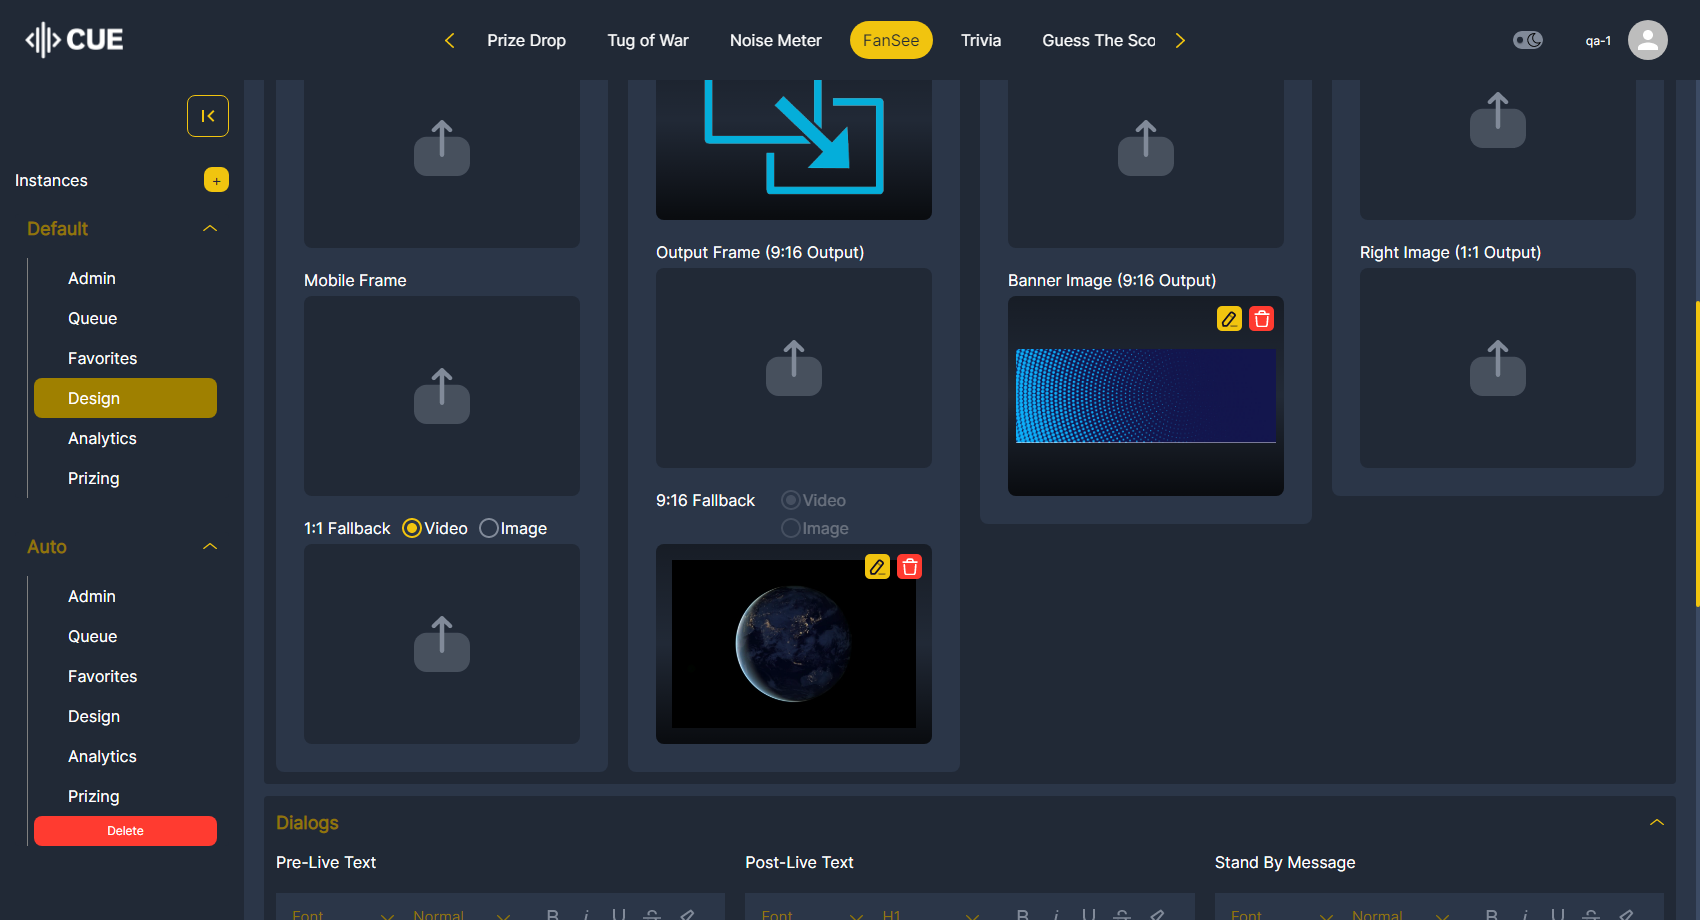 CUE
Prize Drop
Tug of War
Noise Meter
FanSee
Trivia
Guess The Sco
qa-1
Instances
+
Default
Admin
Queue
Favorites
Design
Analytics
Prizing
Auto
Admin
Queue
Favorites
Design
Analytics
Prizing
Delete
Mobile Frame
1:1 Fallback Video Image
Output Frame (9:16 Output)
9:16 Fallback Video
Image
Banner Image (9:16 Output)
Right Image (1:1 Output)
Dialogs
Pre-Live Text
Font Normal B i U S
Post-Live Text
Font H1 B i U S
Stand By Message
Font Normal B i U S